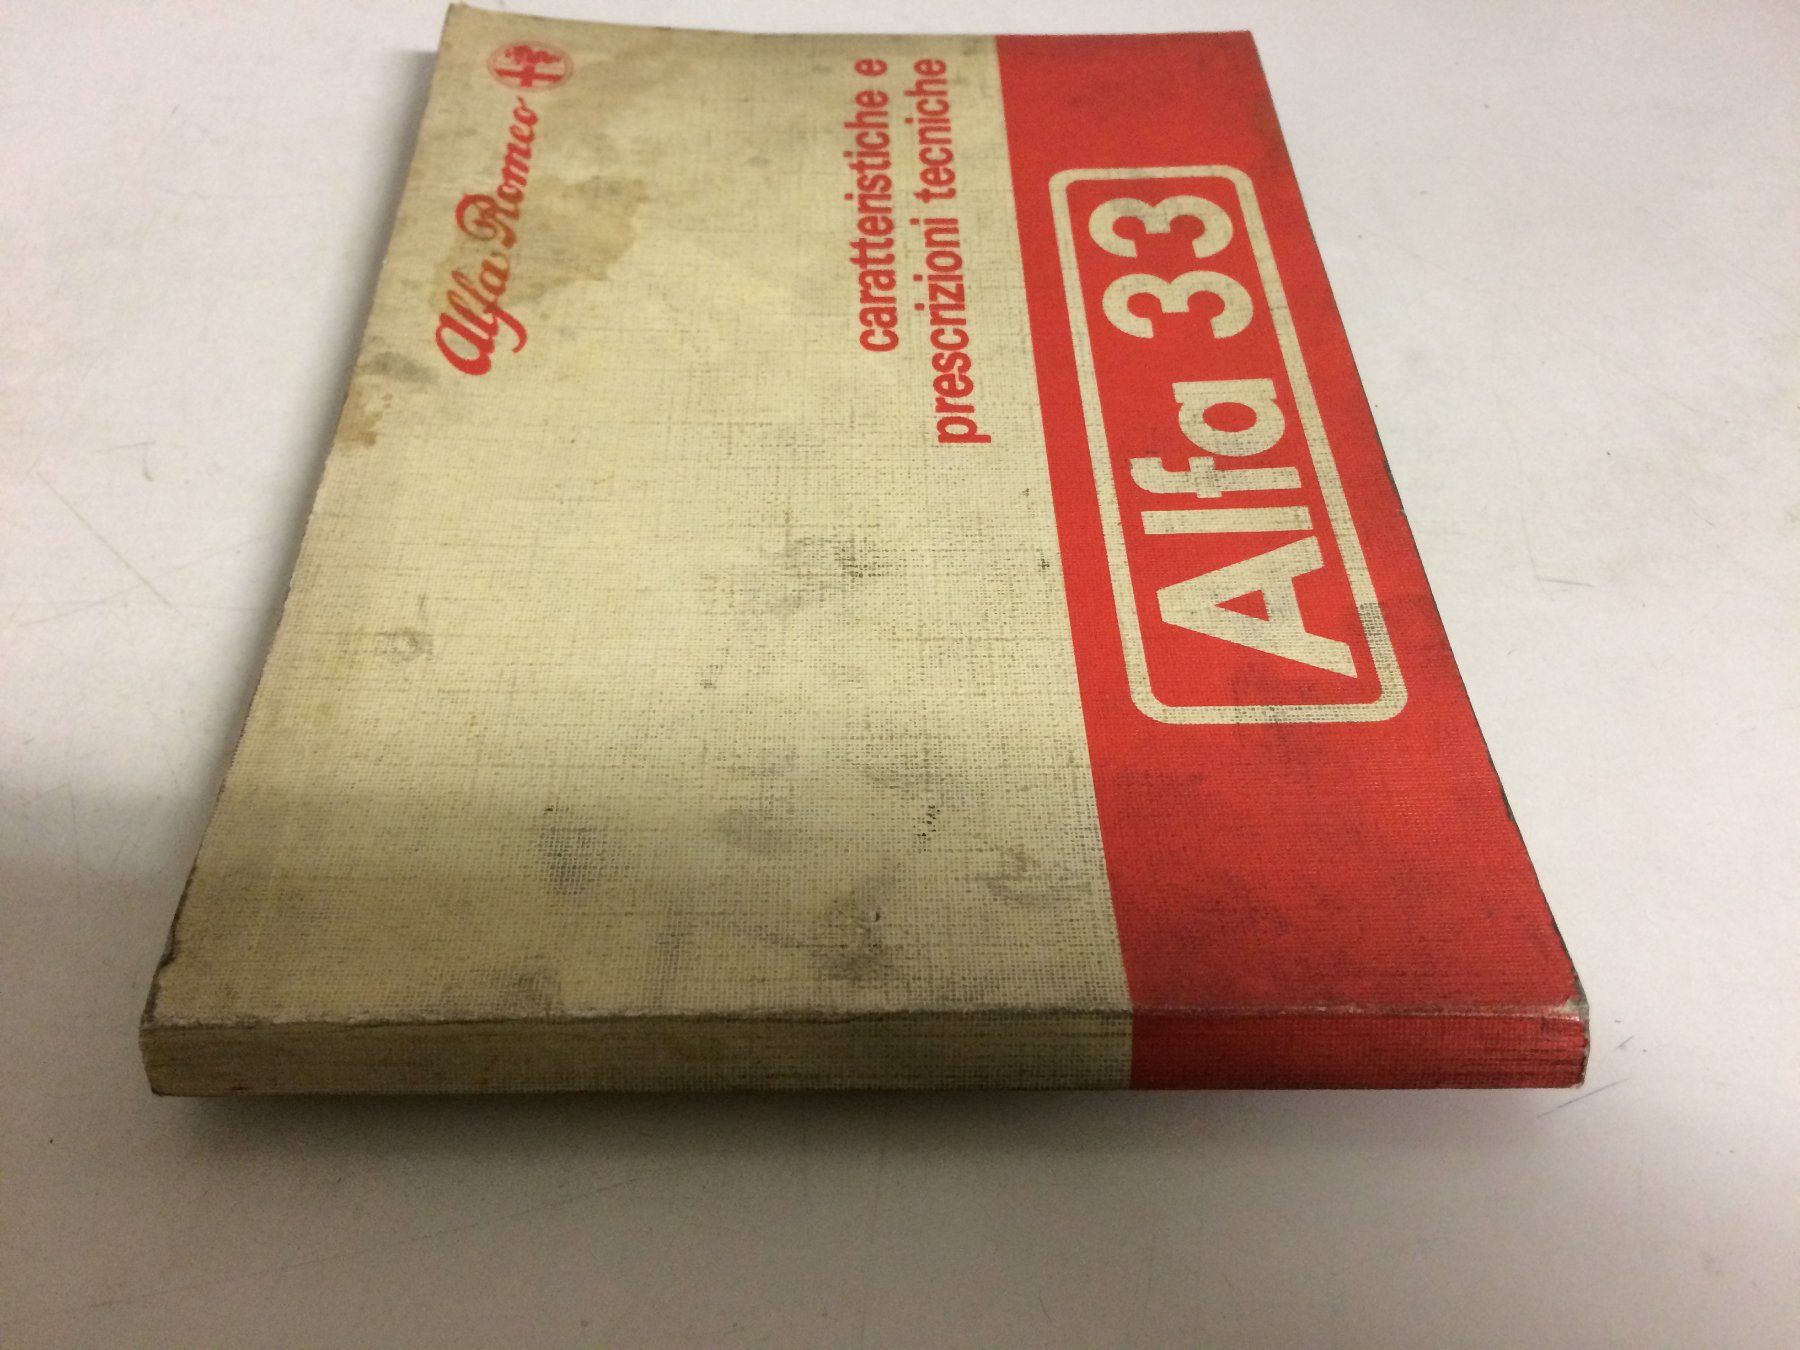 Alfa Romeo
caratteristiche e
prescrizioni tecniche
Alfa 33